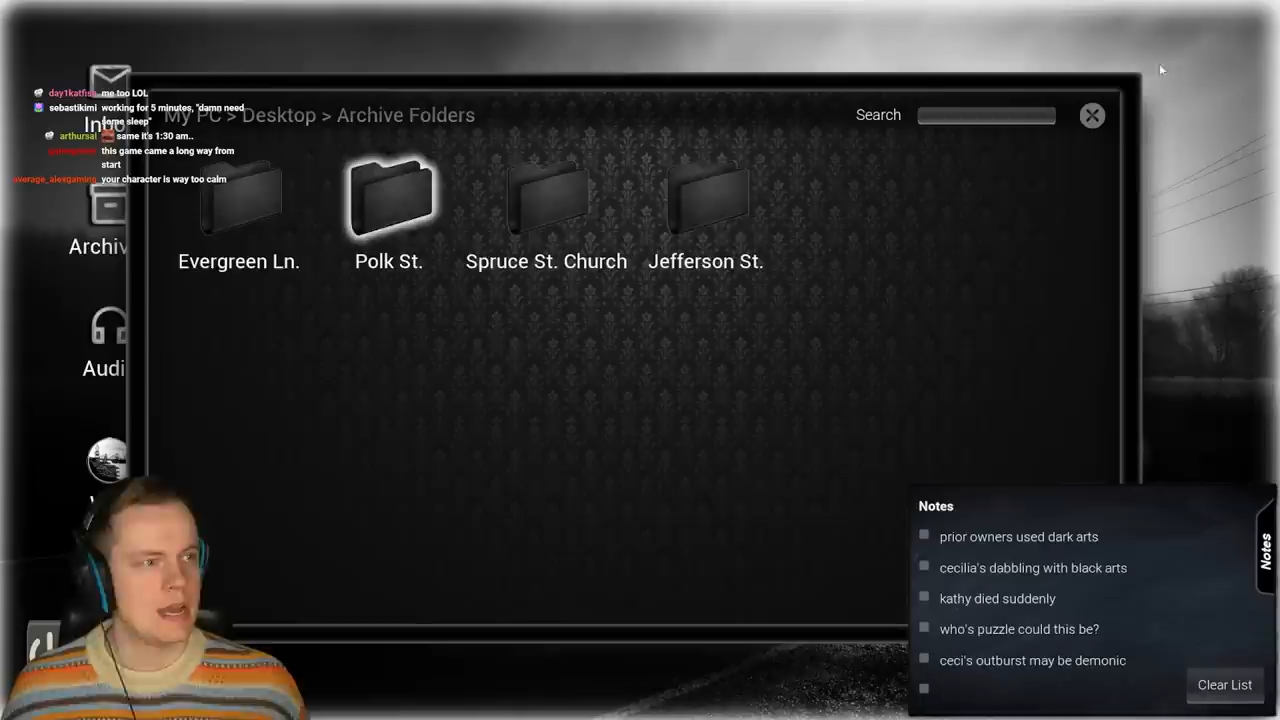 day1katfish me too LOL
sebastikimi working for 5 minutes, "damn need
some sleep"
arthursal same it's 1:30 am..
this game came a long way from
start
average_alexgaming your character is way too calm
My PC > Desktop > Archive Folders
Search
Inbo
Archiv
Audi
Evergreen Ln.
Polk St.
Spruce St. Church
Jefferson St.
Notes
prior owners used dark arts
cecilia's dabbling with black arts
kathy died suddenly
who's puzzle could this be?
ceci's outburst may be demonic
Clear List
Notes